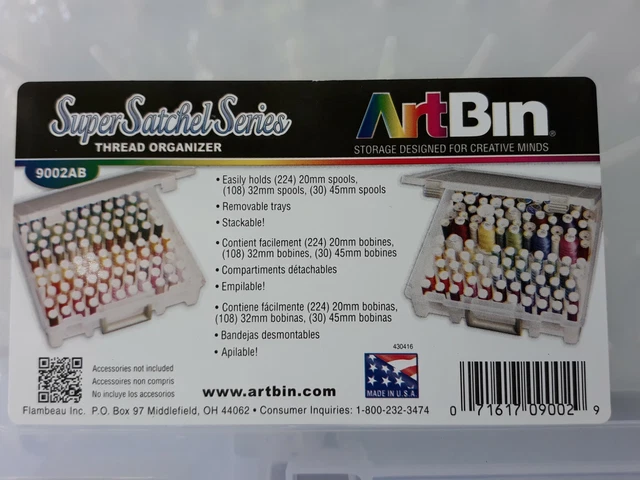 Super Satchel Series
THREAD ORGANIZER
ArtBin®
STORAGE DESIGNED FOR CREATIVE MINDS
9002AB
• Easily holds (224) 20mm spools,
(108) 32mm spools, (30) 45mm spools
• Removable trays
• Stackable!
• Contient facilement (224) 20mm bobines,
(108) 32mm bobines, (30) 45mm bobines
• Compartiments détachables
• Empilable!
• Contiene fácilmente (224) 20mm bobinas,
(108) 32mm bobinas, (30) 45mm bobinas
• Bandejas desmontables
• Apilable!
Accessories not included
Accessoires non compris
No incluye los accesorios
www.artbin.com
430416
MADE IN U.S.A.
Flambeau Inc. P.O. Box 97 Middlefield, OH 44062 • Consumer Inquiries: 1-800-232-3474
0 71617 09002 9